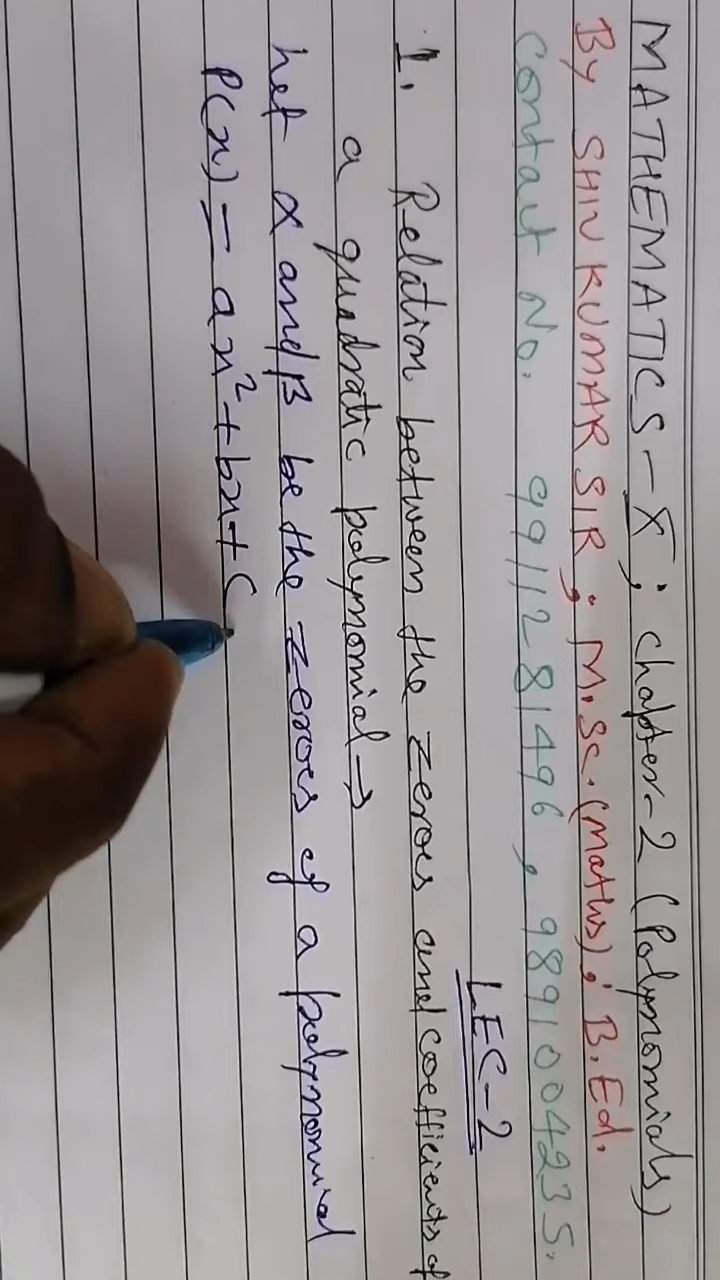 MATHEMATICS-X; chapter-2 (Polynomials)
By SHIV KUMAR SIR; M.Sc.(Maths); B.Ed.
Contact No. 9911281496, 9891004235.
LEC-2
1. Relation between the zeroes and coefficients of
a quadratic polynomial→
Let α and β be the zeroes of a polynomial
P(x) = ax²+bx+c